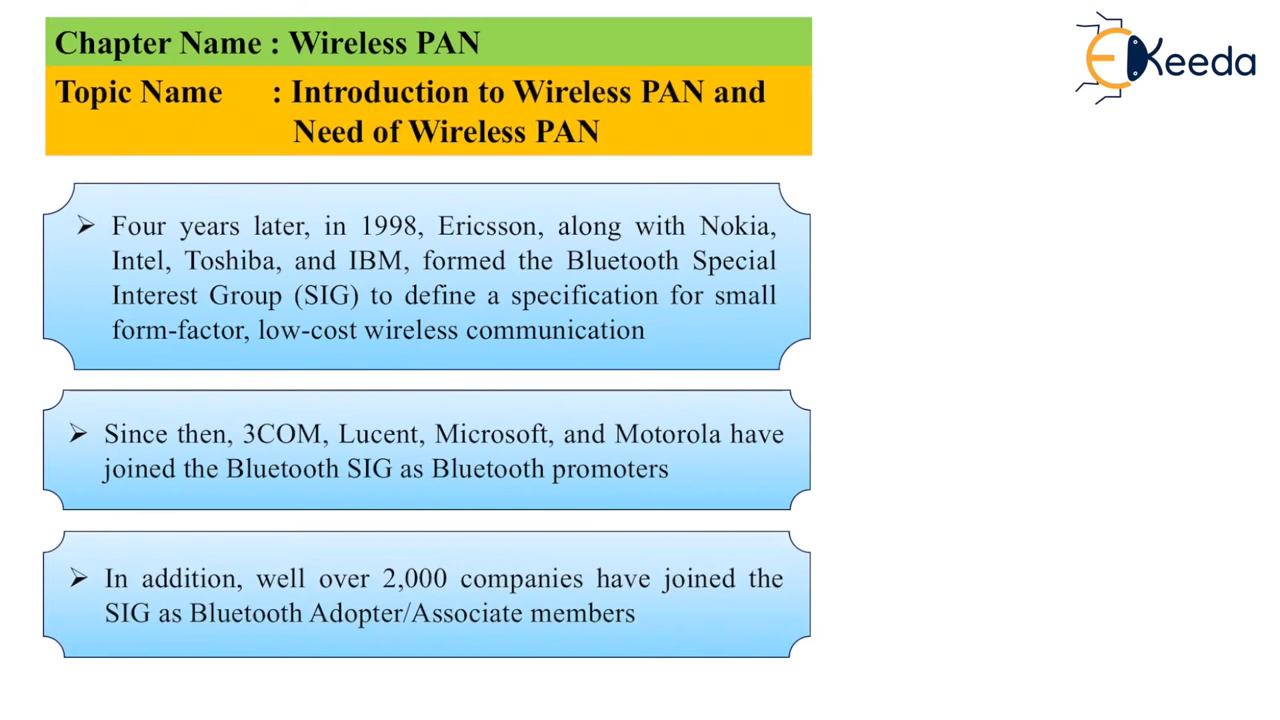 Chapter Name : Wireless PAN
Topic Name : Introduction to Wireless PAN and
Need of Wireless PAN
EKeeda
➢ Four years later, in 1998, Ericsson, along with Nokia,
Intel, Toshiba, and IBM, formed the Bluetooth Special
Interest Group (SIG) to define a specification for small
form-factor, low-cost wireless communication
➢ Since then, 3COM, Lucent, Microsoft, and Motorola have
joined the Bluetooth SIG as Bluetooth promoters
➢ In addition, well over 2,000 companies have joined the
SIG as Bluetooth Adopter/Associate members